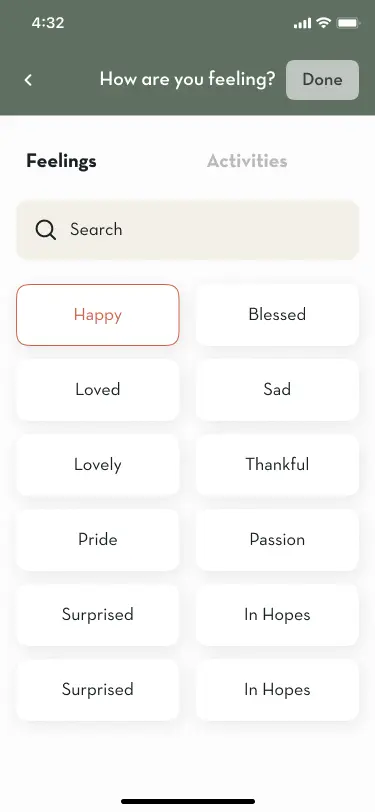 4:32
How are you feeling? Done
Feelings Activities
Search
Happy Blessed
Loved Sad
Lovely Thankful
Pride Passion
Surprised In Hopes
Surprised In Hopes